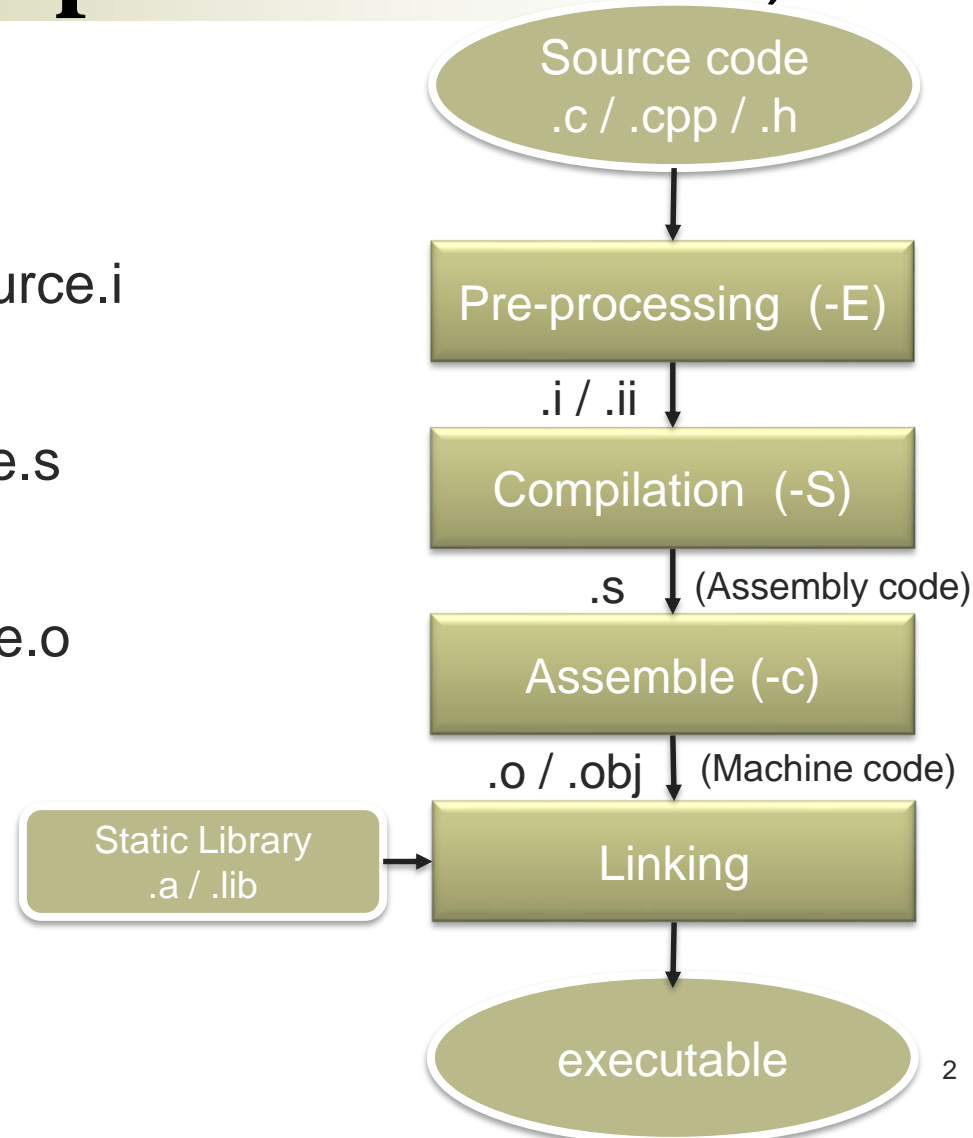 Source code
.c / .cpp / .h
urce.i
Pre-processing (-E)
.i / .ii
e.s
Compilation (-S)
.s (Assembly code)
e.o
Assemble (-c)
.o / .obj (Machine code)
Static Library
.a / .lib
Linking
executable
2